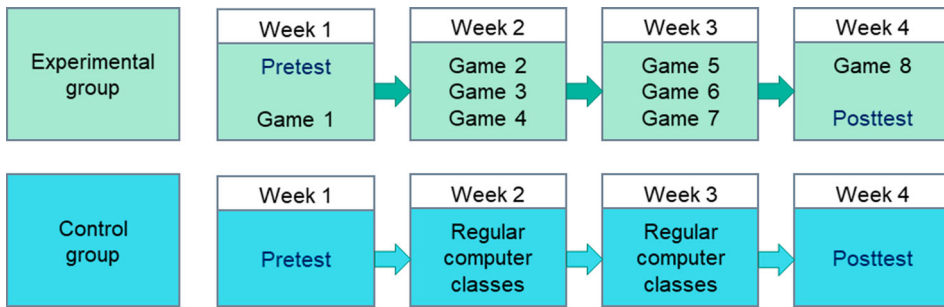 Experimental
group
Week 1
Pretest
Game 1
Week 2
Game 2
Game 3
Game 4
Week 3
Game 5
Game 6
Game 7
Week 4
Game 8
Posttest
Control
group
Week 1
Pretest
Week 2
Regular
computer
classes
Week 3
Regular
computer
classes
Week 4
Posttest